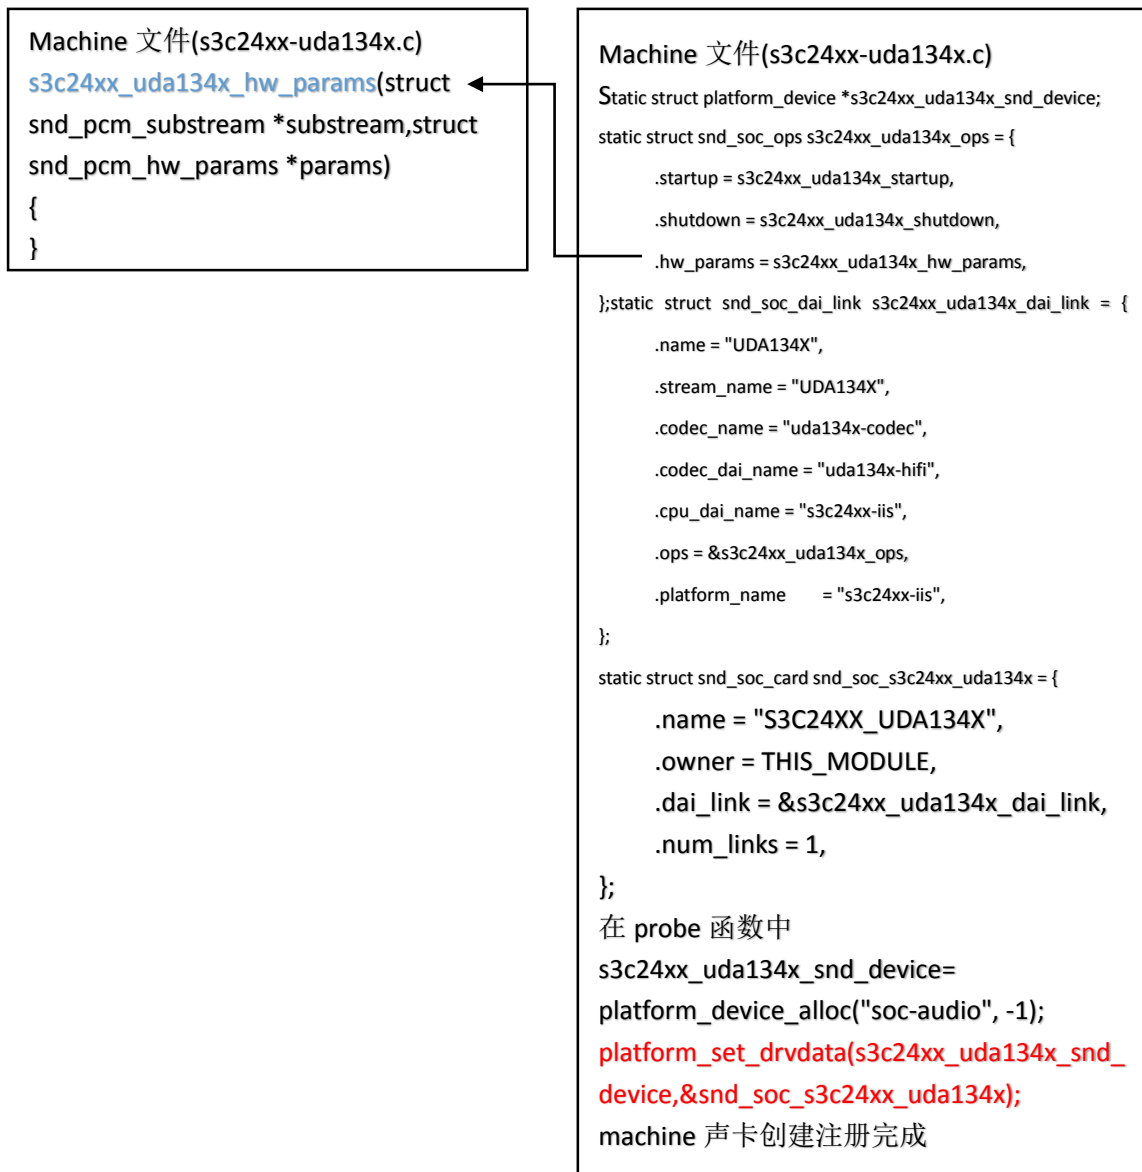 Machine 文件(s3c24xx-uda134x.c)
s3c24xx_uda134x_hw_params(struct
snd_pcm_substream *substream,struct
snd_pcm_hw_params *params)
{
}
Machine 文件(s3c24xx-uda134x.c)
Static struct platform_device *s3c24xx_uda134x_snd_device;
static struct snd_soc_ops s3c24xx_uda134x_ops = {
.startup = s3c24xx_uda134x_startup,
.shutdown = s3c24xx_uda134x_shutdown,
.hw_params = s3c24xx_uda134x_hw_params,
};static struct snd_soc_dai_link s3c24xx_uda134x_dai_link = {
.name = "UDA134X",
.stream_name = "UDA134X",
.codec_name = "uda134x-codec",
.codec_dai_name = "uda134x-hifi",
.cpu_dai_name = "s3c24xx-iis",
.ops = &s3c24xx_uda134x_ops,
.platform_name = "s3c24xx-iis",
};
static struct snd_soc_card snd_soc_s3c24xx_uda134x = {
.name = "S3C24XX_UDA134X",
.owner = THIS_MODULE,
.dai_link = &s3c24xx_uda134x_dai_link,
.num_links = 1,
};
在 probe 函数中
s3c24xx_uda134x_snd_device=
platform_device_alloc("soc-audio", -1);
platform_set_drvdata(s3c24xx_uda134x_snd_
device,&snd_soc_s3c24xx_uda134x);
machine 声卡创建注册完成